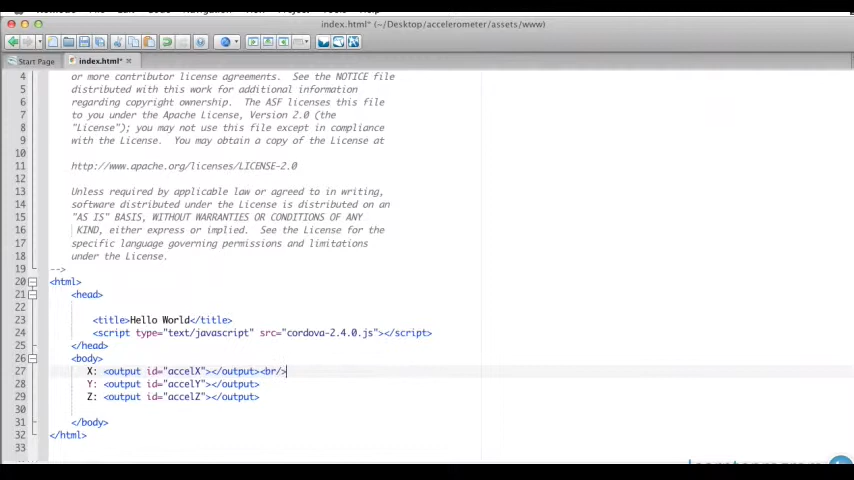 index.html* (~/Desktop/accelerometer/assets/www)
Start Page
index.html*
4 or more contributor license agreements.  See the NOTICE file
5 distributed with this work for additional information
6 regarding copyright ownership.  The ASF licenses this file
7 to you under the Apache License, Version 2.0 (the
8 "License"); you may not use this file except in compliance
9 with the License.  You may obtain a copy of the License at
10
11 http://www.apache.org/licenses/LICENSE-2.0
12
13 Unless required by applicable law or agreed to in writing,
14 software distributed under the License is distributed on an
15 "AS IS" BASIS, WITHOUT WARRANTIES OR CONDITIONS OF ANY
16 KIND, either express or implied.  See the License for the
17 specific language governing permissions and limitations
18 under the License.
19 -->
20 <html>
21 <head>
22
23 <title>Hello World</title>
24 <script type="text/javascript" src="cordova-2.4.0.js"></script>
25 </head>
26 <body>
27 X: <output id="accelX"></output><br/>
28 Y: <output id="accelY"></output>
29 Z: <output id="accelZ"></output>
30
31 </body>
32 </html>
33